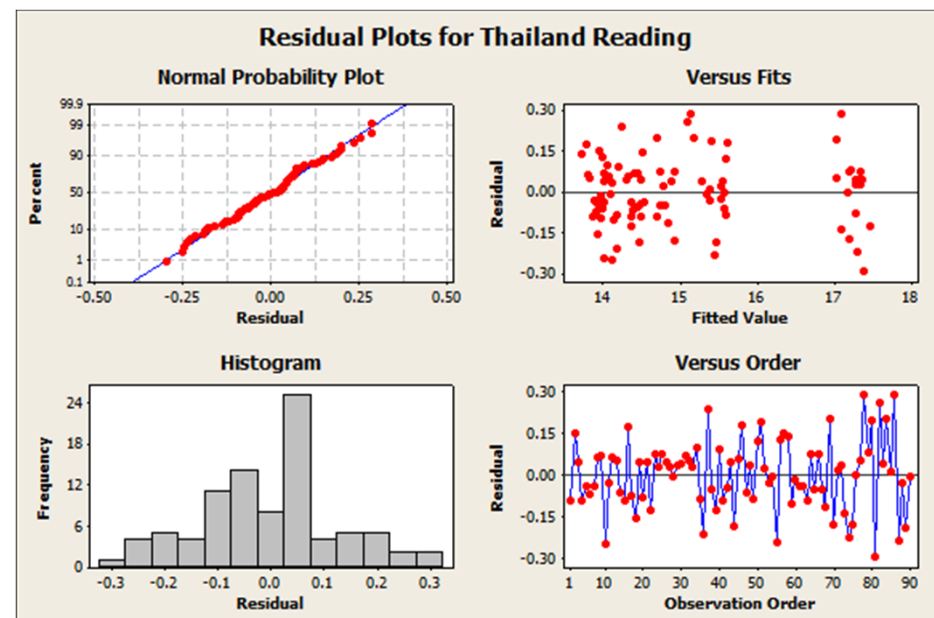 Residual Plots for Thailand Reading
Normal Probability Plot
99.9
99
90
50
10
1
0.1
Percent
-0.50 -0.25 0.00 0.25 0.50
Residual
Versus Fits
0.30
0.15
0.00
-0.15
-0.30
Residual
14 15 16 17 18
Fitted Value
Histogram
24
18
12
6
0
Frequency
-0.3 -0.2 -0.1 0.0 0.1 0.2 0.3
Residual
Versus Order
0.30
0.15
0.00
-0.15
-0.30
Residual
1 10 20 30 40 50 60 70 80 90
Observation Order